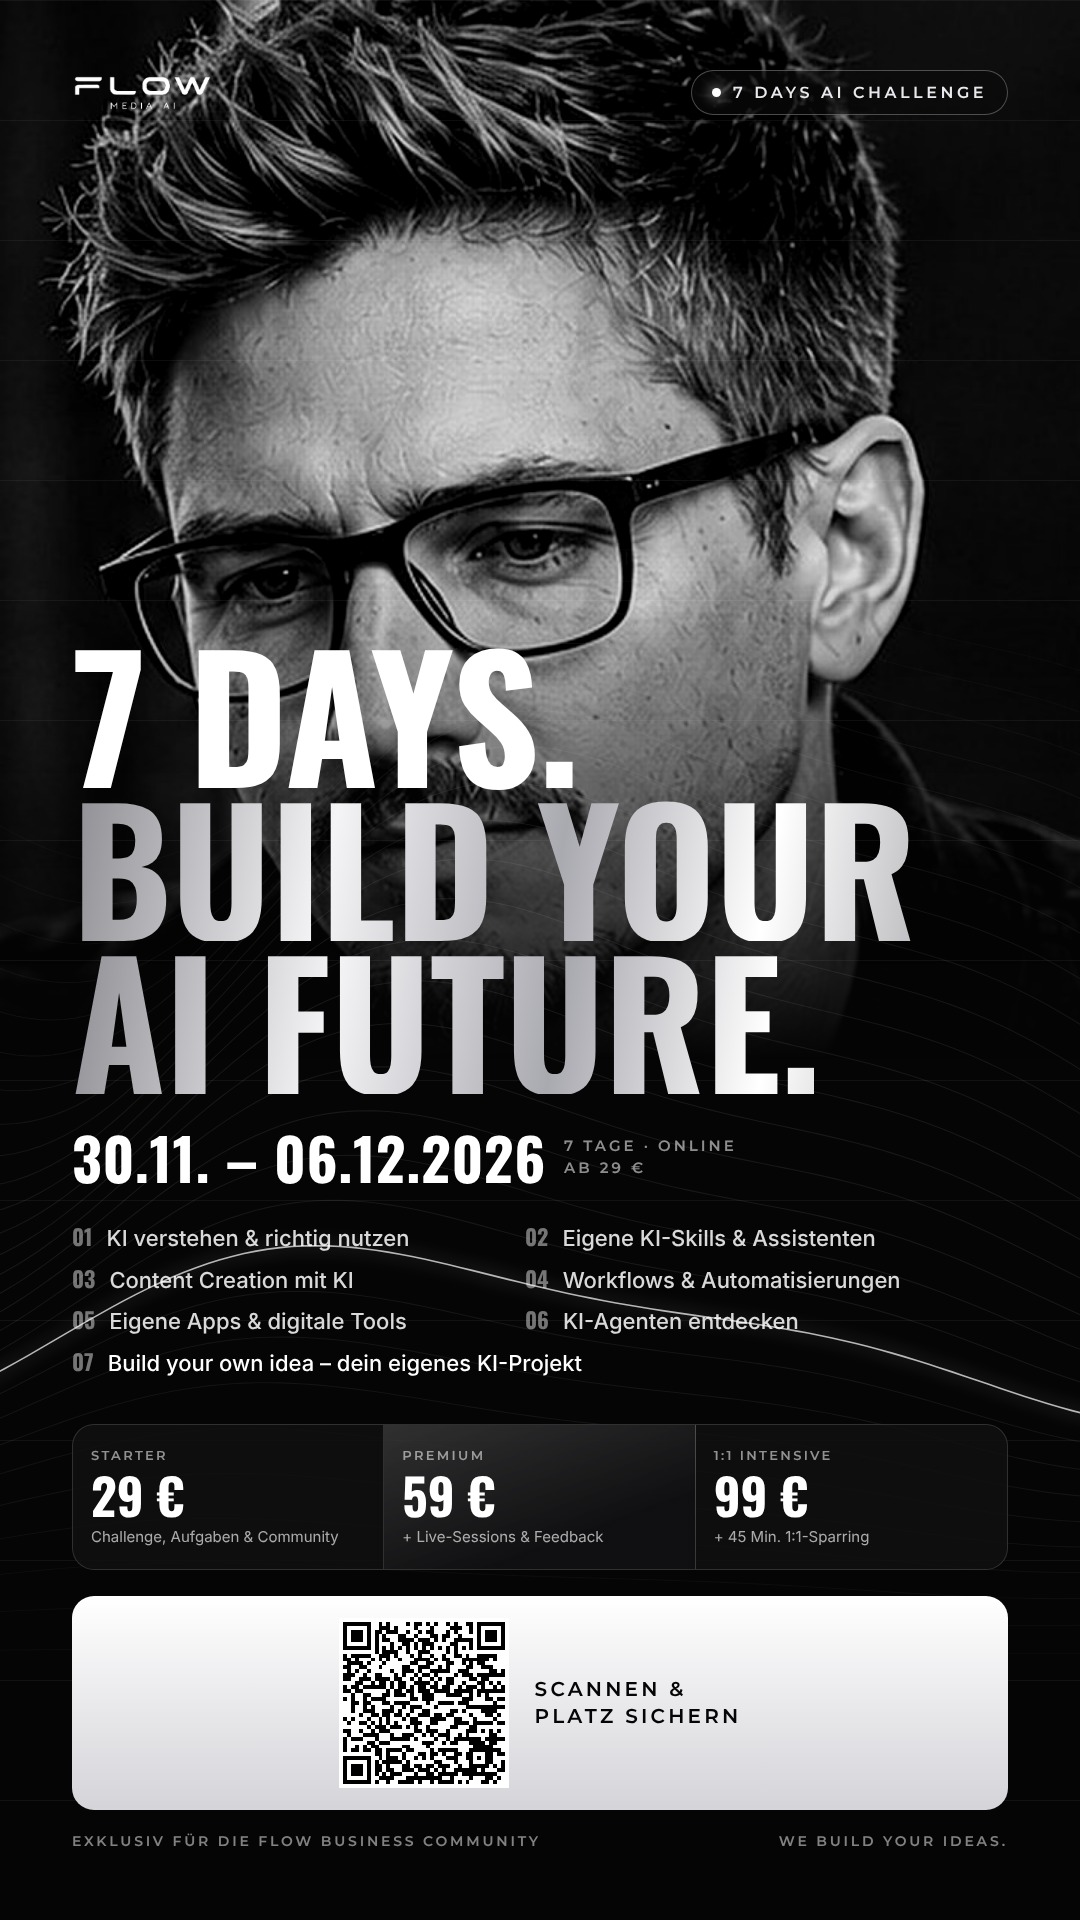 FLOW
MEDIA AI
7 DAYS AI CHALLENGE
7 DAYS.
BUILD YOUR
AI FUTURE.
30.11. – 06.12.2026
7 TAGE · ONLINE
AB 29 €
01 KI verstehen & richtig nutzen
02 Eigene KI-Skills & Assistenten
03 Content Creation mit KI
04 Workflows & Automatisierungen
05 Eigene Apps & digitale Tools
06 KI-Agenten entdecken
07 Build your own idea – dein eigenes KI-Projekt
STARTER
29 €
Challenge, Aufgaben & Community
PREMIUM
59 €
+ Live-Sessions & Feedback
1:1 INTENSIVE
99 €
+ 45 Min. 1:1-Sparring
SCANNEN &
PLATZ SICHERN
EXKLUSIV FÜR DIE FLOW BUSINESS COMMUNITY
WE BUILD YOUR IDEAS.